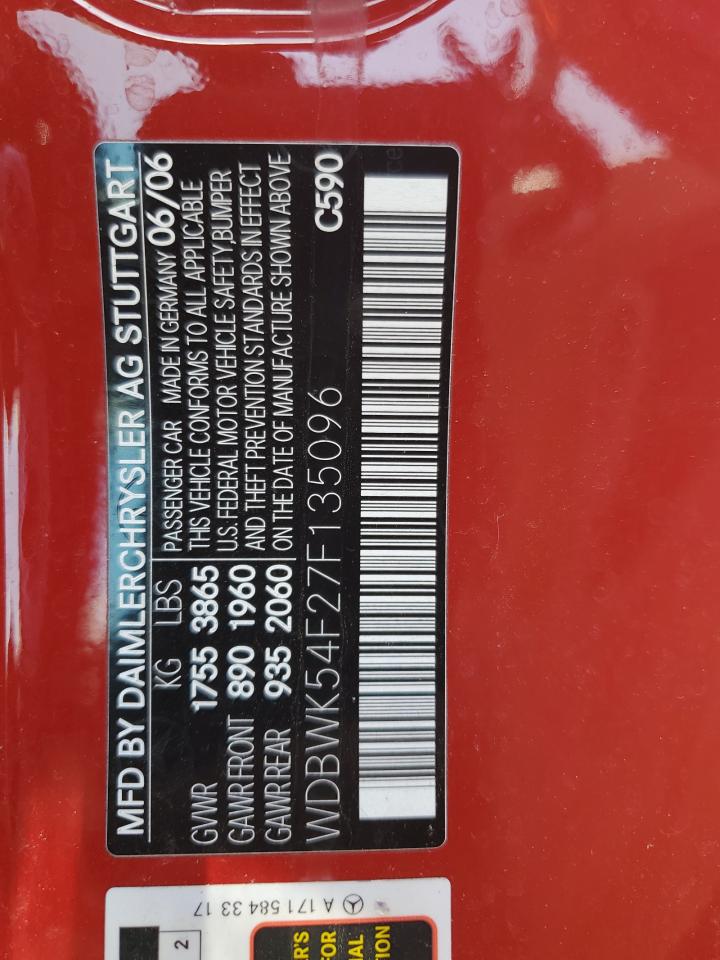 MFD BY DAIMLERCHRYSLER AG STUTTGART
KG LBS
GVWR 1755 3865
GAWR FRONT 890 1960
GAWR REAR 935 2060
PASSENGER CAR MADE IN GERMANY 06/06
THIS VEHICLE CONFORMS TO ALL APPLICABLE
U.S. FEDERAL MOTOR VEHICLE SAFETY,BUMPER
AND THEFT PREVENTION STANDARDS IN EFFECT
ON THE DATE OF MANUFACTURE SHOWN ABOVE
WDBWK54F27F135096 C590
A 171 584 33 17
2